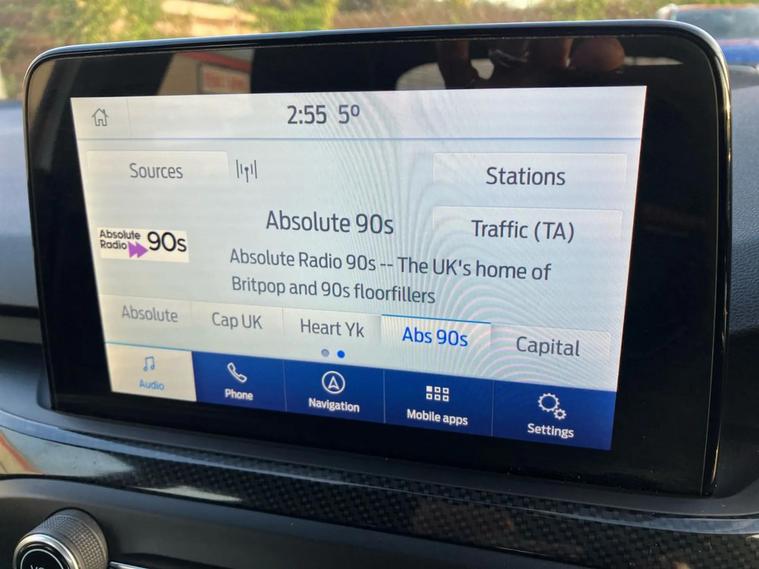 2:55 5°
Sources
Stations
Absolute 90s
Traffic (TA)
Absolute
Radio 90s
Absolute Radio 90s -- The UK's home of
Britpop and 90s floorfillers
Absolute
Cap UK
Heart Yk
Abs 90s
Capital
Audio
Phone
Navigation
Mobile apps
Settings